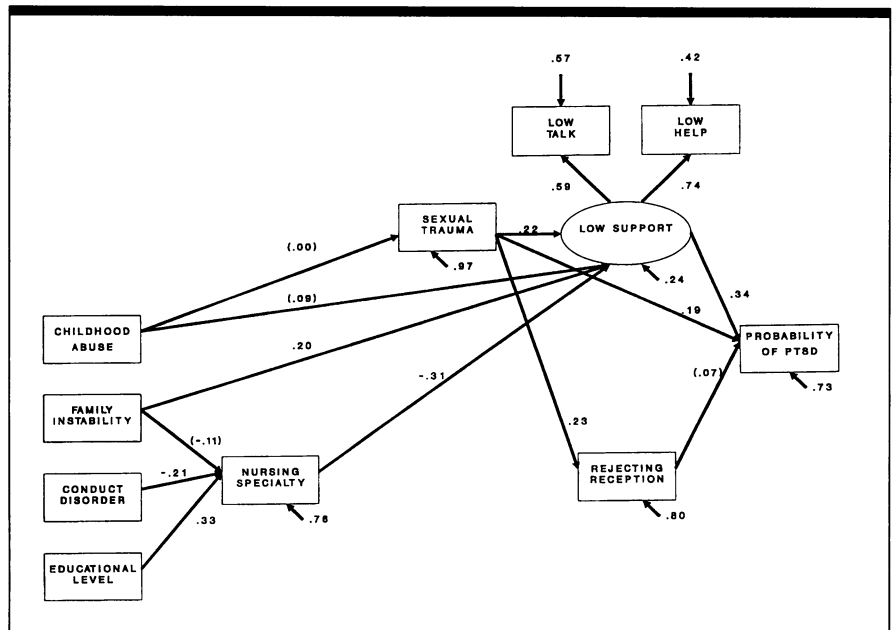 .57
.42
LOW
TALK
LOW
HELP
.59
.74
SEXUAL
TRAUMA
.22
LOW SUPPORT
(.00)
.97
.24
(.09)
.34
.19
CHILDHOOD
ABUSE
.20
PROBABILITY
OF PTSD
-.31
(.07)
.73
FAMILY
INSTABILITY
(-.11)
.23
-.21
NURSING
SPECIALTY
REJECTING
RECEPTION
CONDUCT
DISORDER
.33
.76
.80
EDUCATIONAL
LEVEL